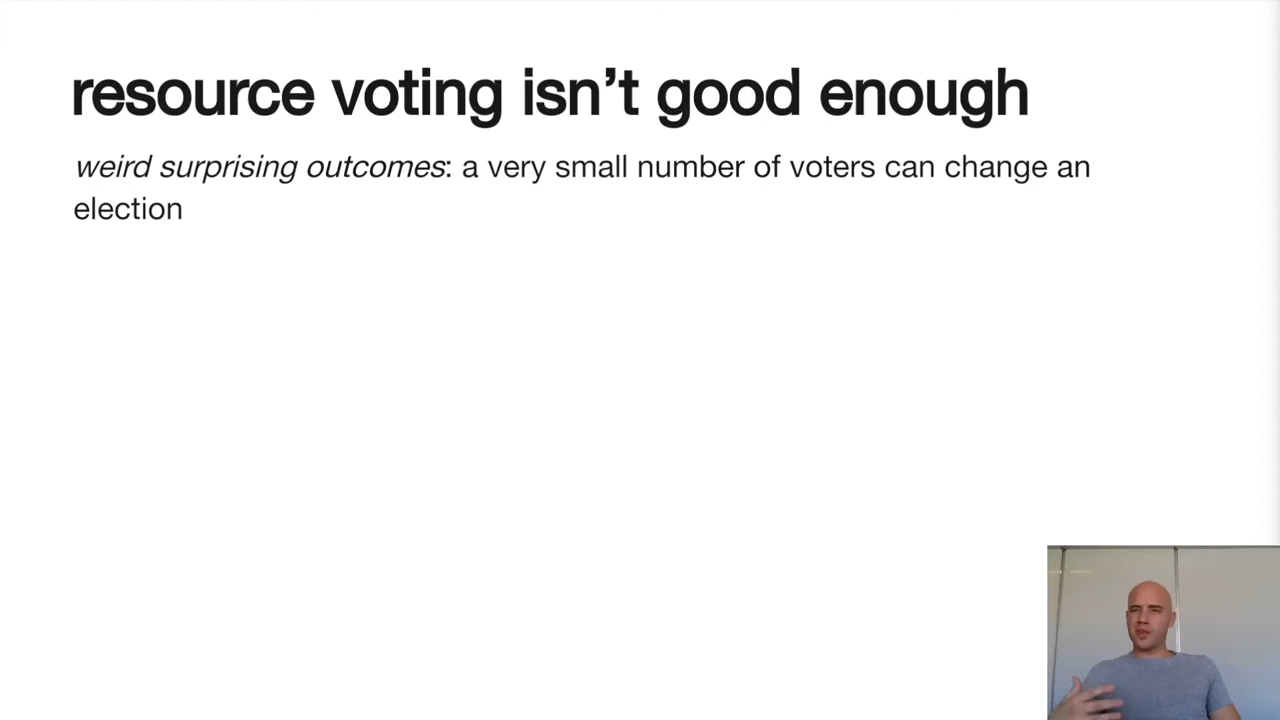 resource voting isn’t good enough
weird surprising outcomes: a very small number of voters can change an
election